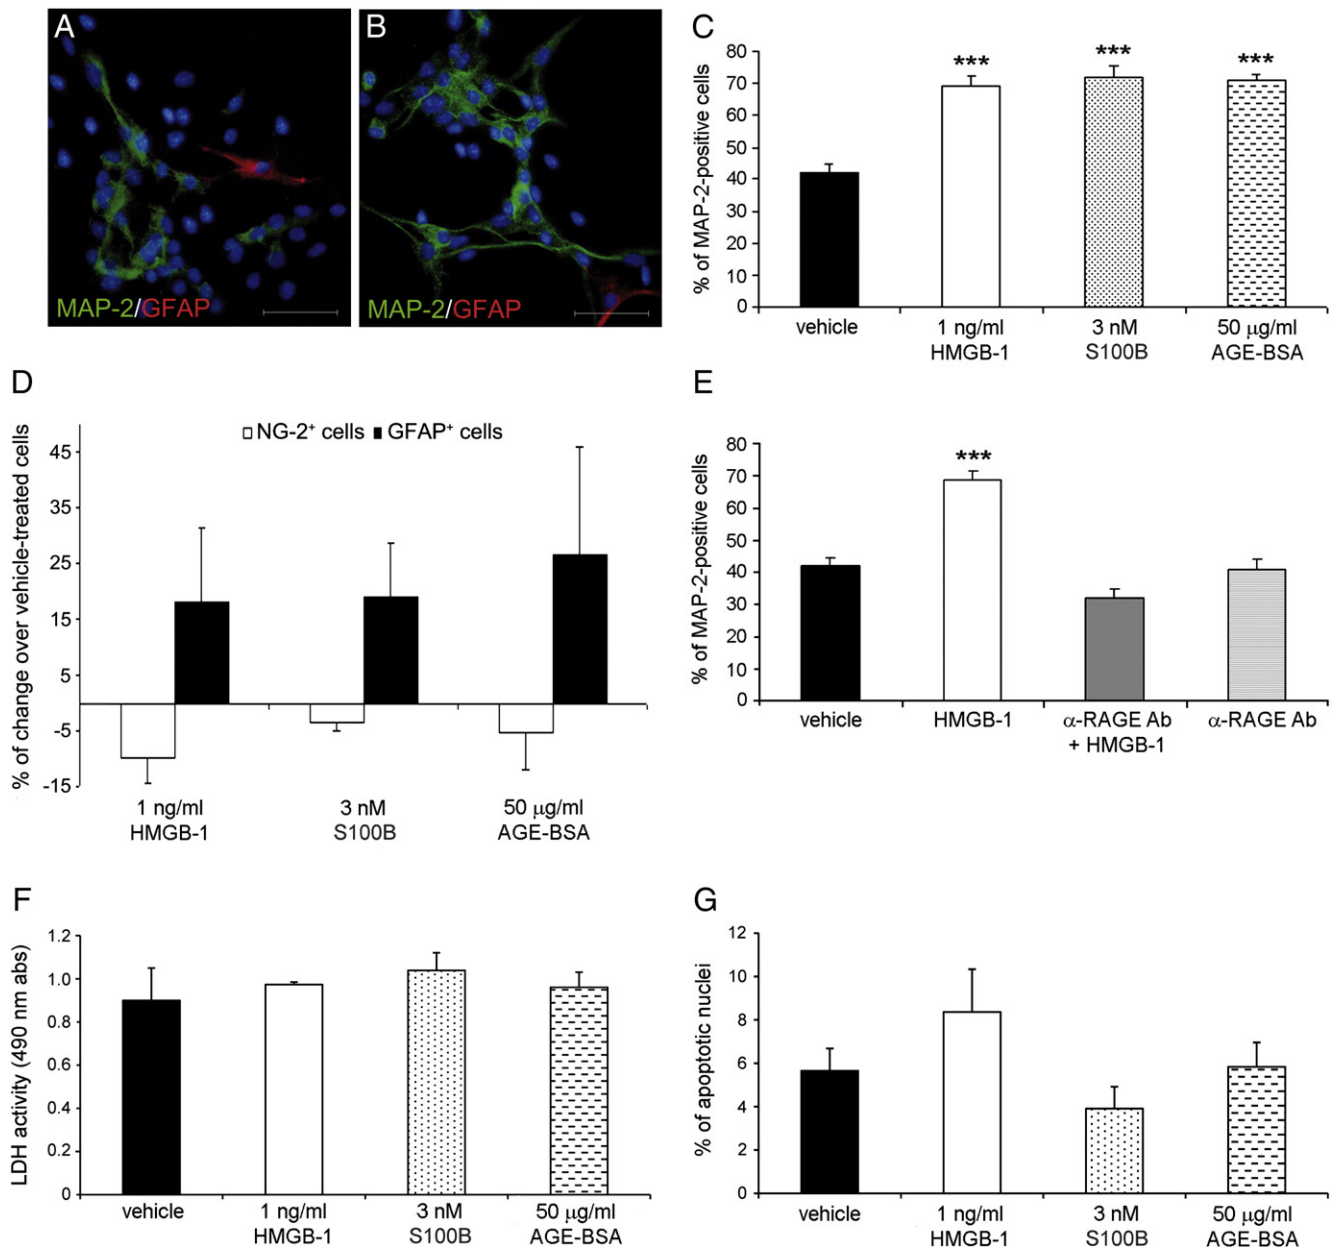 A
MAP-2/GFAP
B
MAP-2/GFAP
C
% of MAP-2-positive cells
80
70
60
50
40
30
20
10
0
***
***
***
vehicle
1 ng/ml
HMGB-1
3 nM
S100B
50 μg/ml
AGE-BSA
D
% of change over vehicle-treated cells
NG-2⁺ cells GFAP⁺ cells
45
35
25
15
5
-5
-15
1 ng/ml
HMGB-1
3 nM
S100B
50 μg/ml
AGE-BSA
E
% of MAP-2-positive cells
80
70
60
50
40
30
20
10
0
***
vehicle
HMGB-1
α-RAGE Ab
+ HMGB-1
α-RAGE Ab
F
LDH activity (490 nm abs)
1.2
1.0
0.8
0.6
0.4
0.2
0
vehicle
1 ng/ml
HMGB-1
3 nM
S100B
50 μg/ml
AGE-BSA
G
% of apoptotic nuclei
12
10
8
6
4
2
0
vehicle
1 ng/ml
HMGB-1
3 nM
S100B
50 μg/ml
AGE-BSA